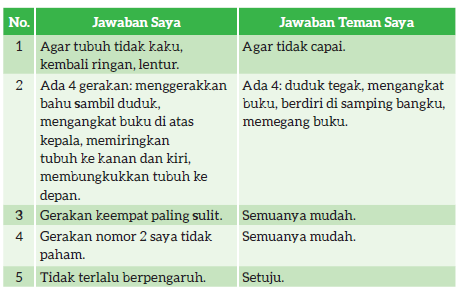 No. Jawaban Saya Jawaban Teman Saya
1 Agar tubuh tidak kaku, Agar tidak capai.
kembali ringan, lentur.
2 Ada 4 gerakan: menggerakkan Ada 4: duduk tegak, mengangkat
bahu sambil duduk, buku, berdiri di samping bangku,
mengangkat buku di atas memegang buku.
kepala, memiringkan
tubuh ke kanan dan kiri,
membungkukkan tubuh ke
depan.
3 Gerakan keempat paling sulit. Semuanya mudah.
4 Gerakan nomor 2 saya tidak Semuanya mudah.
paham.
5 Tidak terlalu berpengaruh. Setuju.